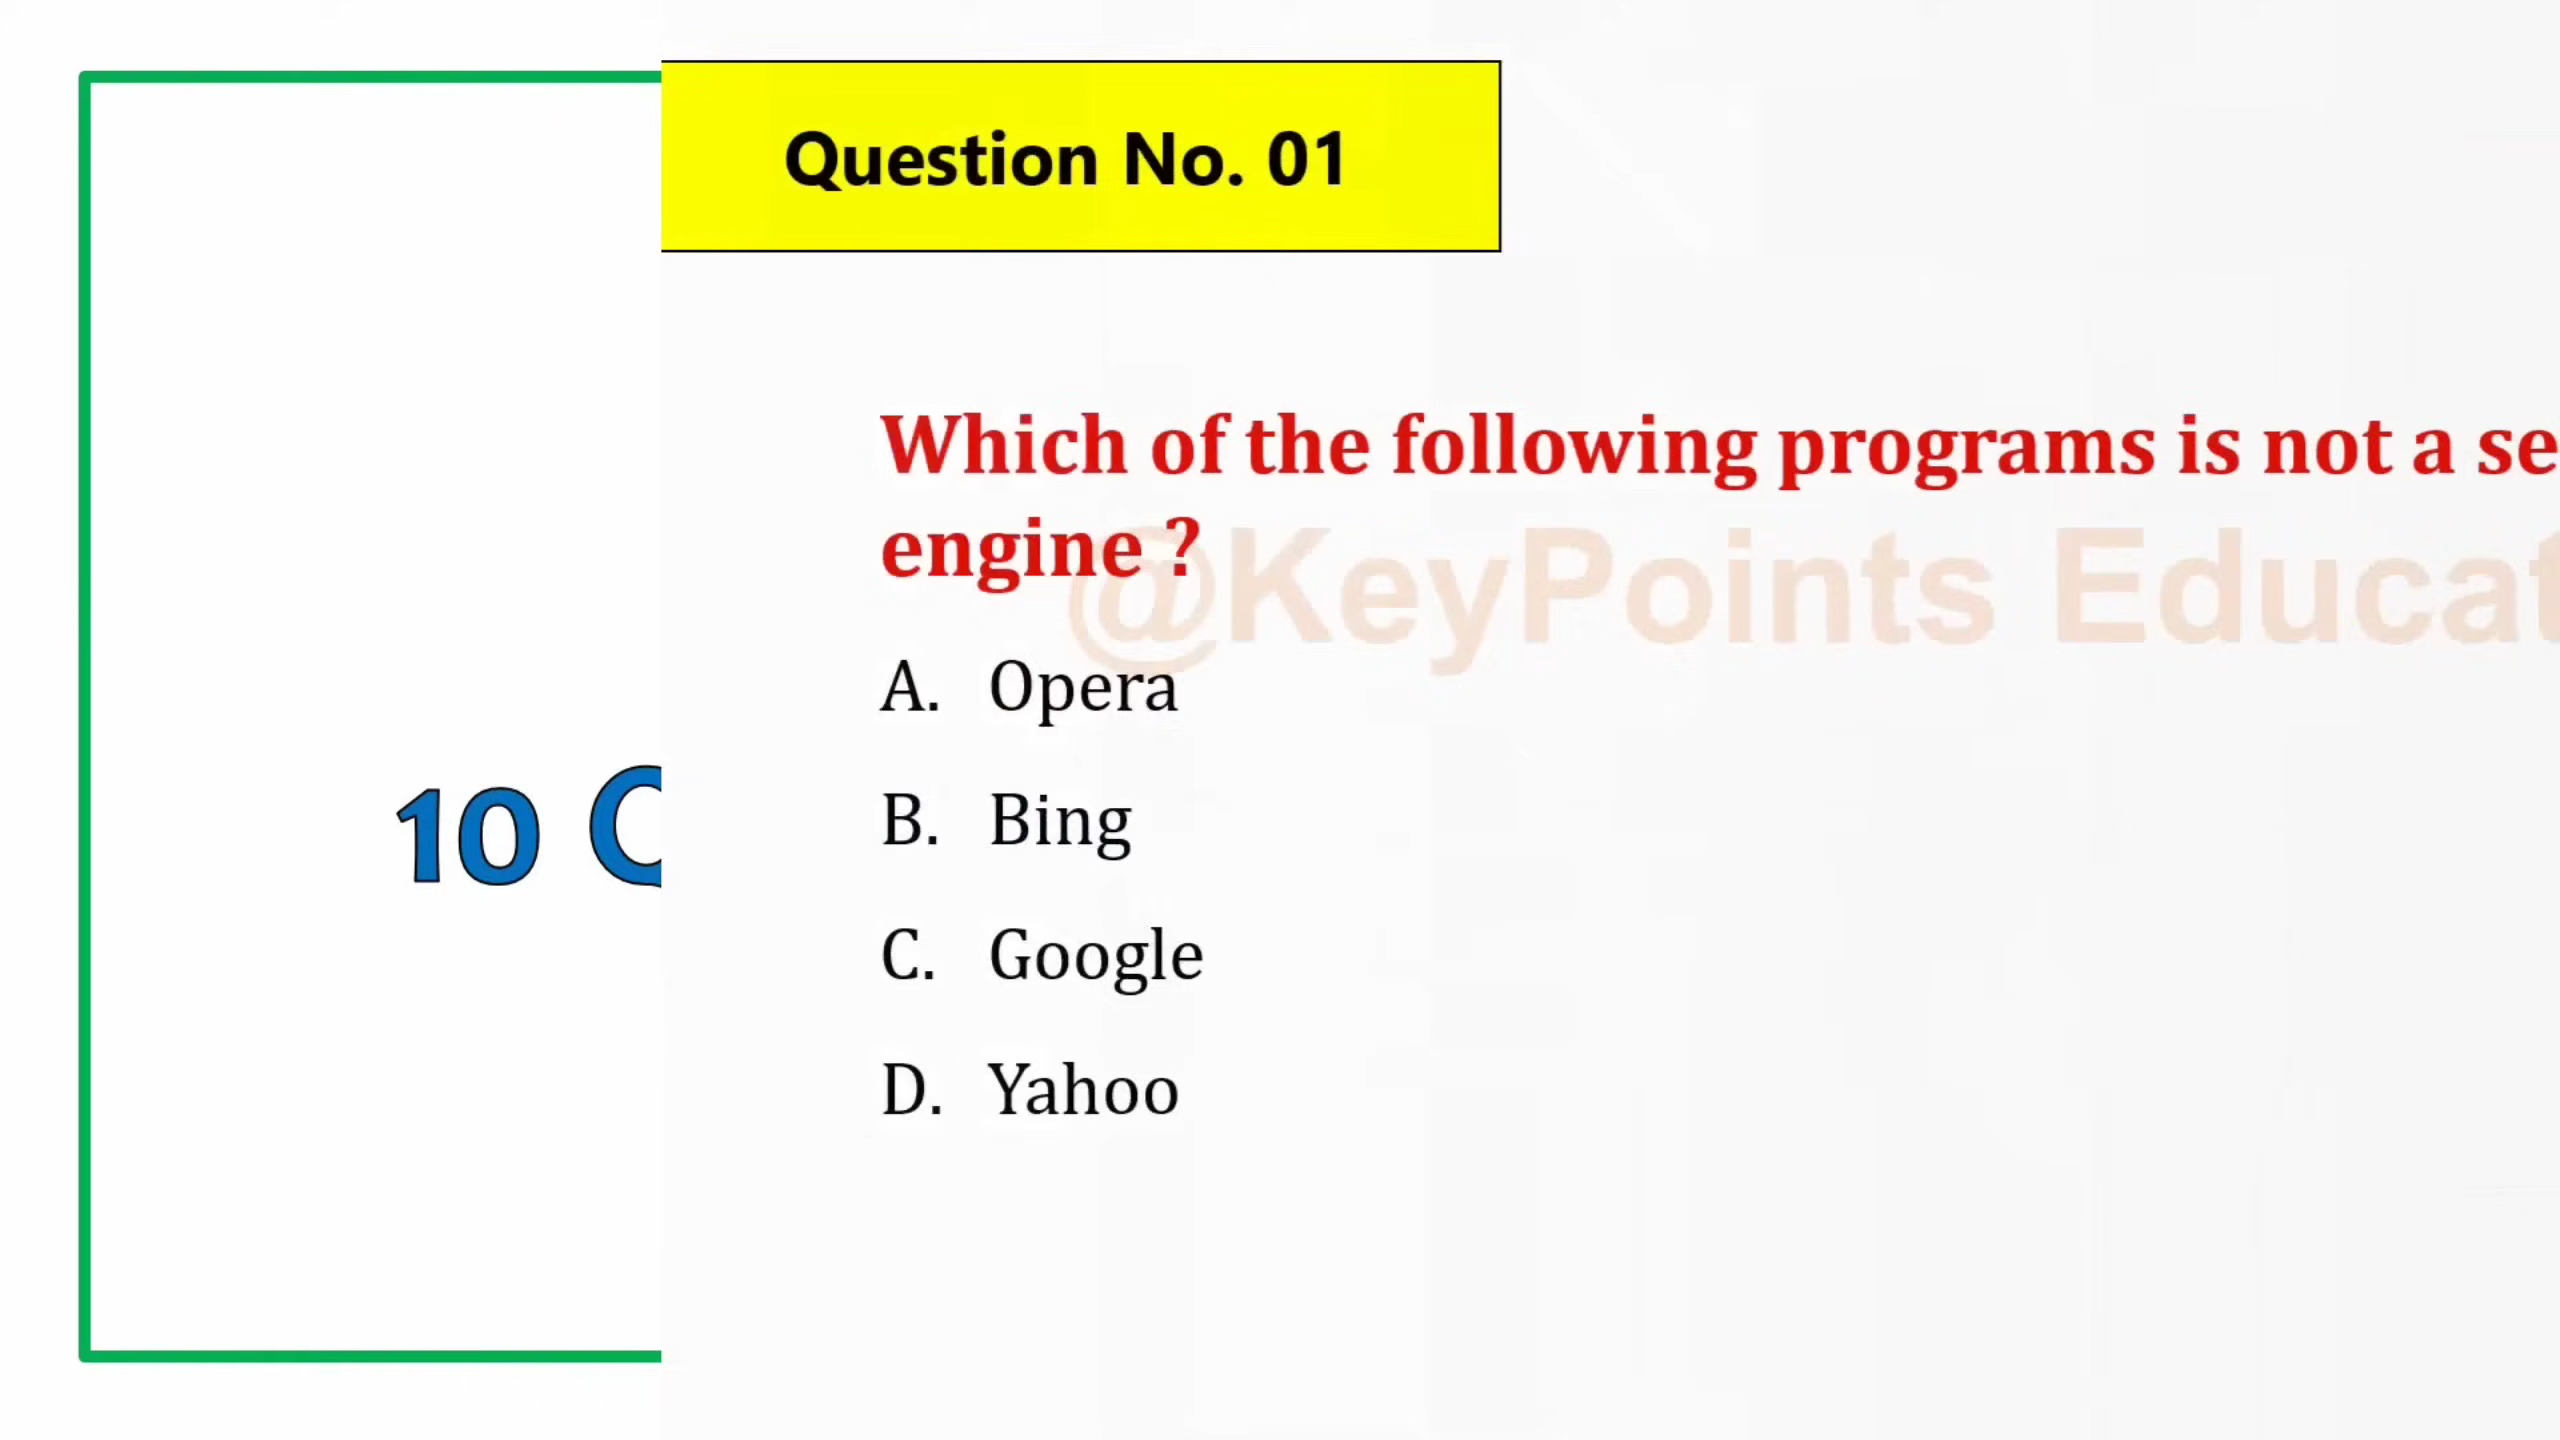 Question No. 01
Which of the following programs is not a se
engine ?
@KeyPoints Educat
A. Opera
B. Bing
C. Google
D. Yahoo
10